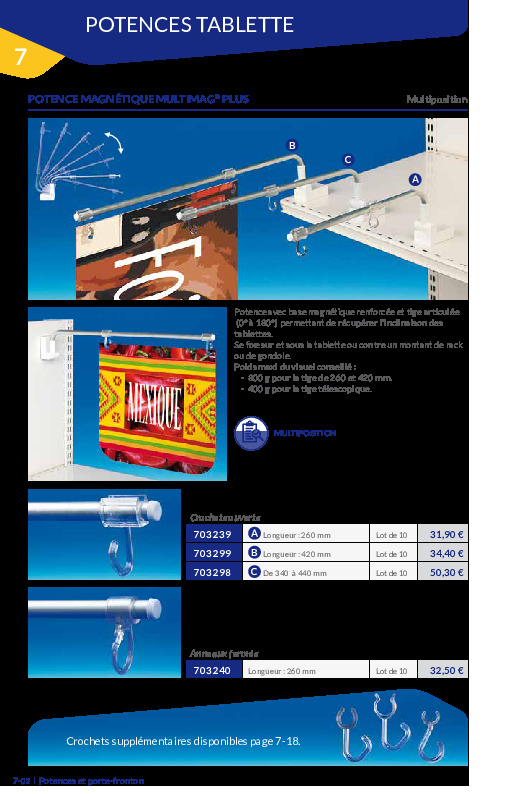 POTENCES TABLETTE
7
POTENCE MAGNÉTIQUE MULTIMAG® PLUS
Multiposition
B
C
A
MEXIQUE
Potence avec base magnétique renforcée et tige articulée
(0° à 180°) permettant de récupérer l'inclinaison des
tablettes.
Se fixe sur et sous la tablette ou contre un montant de rack
ou de gondole.
Poids maxi du visuel conseillé :
- 800 g pour la tige de 260 et 420 mm.
- 400 g pour la tige télescopique.
MULTIPOSITION
Crochet ouverts
703239 A Longueur : 260 mm Lot de 10 31,90 €
703299 B Longueur : 420 mm Lot de 10 34,40 €
703298 C De 340 à 440 mm Lot de 10 50,30 €
Anneaux fermés
703240 Longueur : 260 mm Lot de 10 32,50 €
Crochets supplémentaires disponibles page 7-18.
7-02 | Potences et porte-fronton